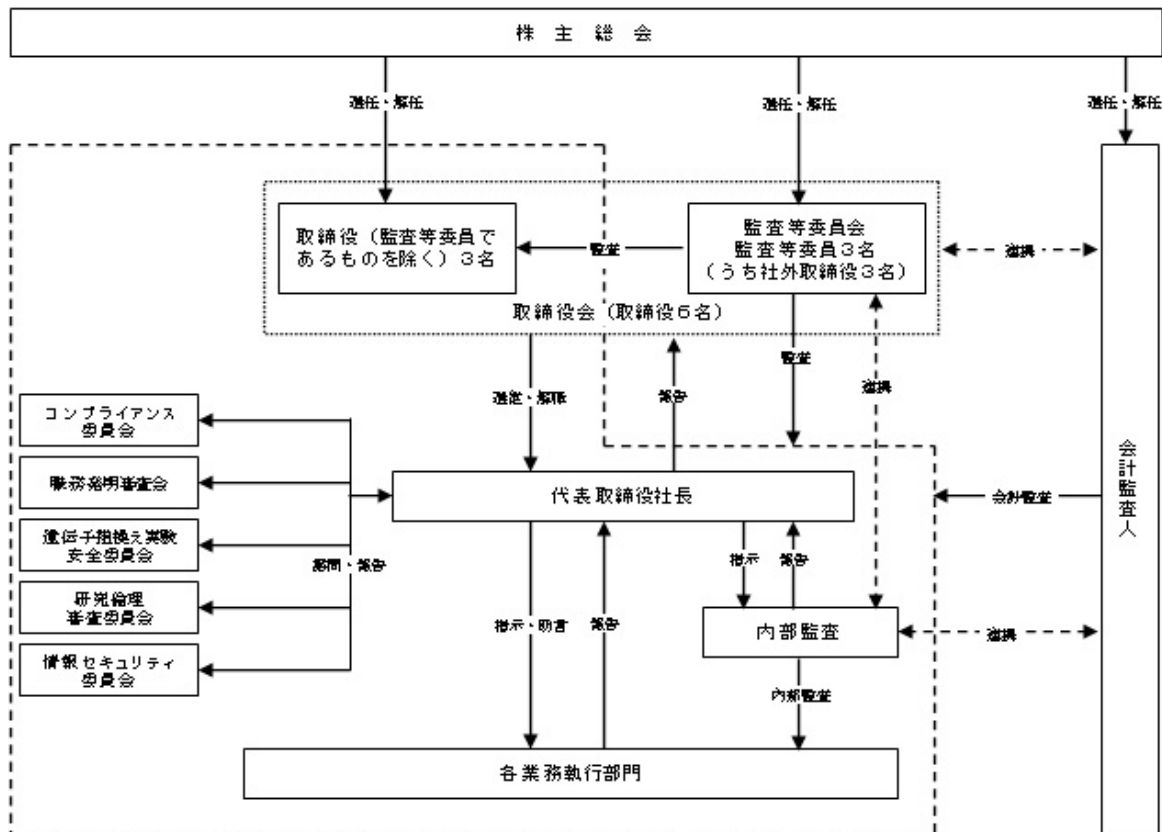 株主総会
選任・解任
選任・解任
選任・解任
取締役（監査等委員で
あるものを除く）３名
監査
監査等委員会
監査等委員３名
（うち社外取締役３名）
連携
取締役会（取締役６名）
選定・解職
報告
監査
連携
コンプライアンス
委員会
職務発明審査会
遺伝子組換え実験
安全委員会
研究倫理
審査委員会
情報セキュリティ
委員会
諮問・報告
代表取締役社長
会計監査
会計監査人
指示・助言
報告
指示
報告
内部監査
連携
内部監査
各業務執行部門